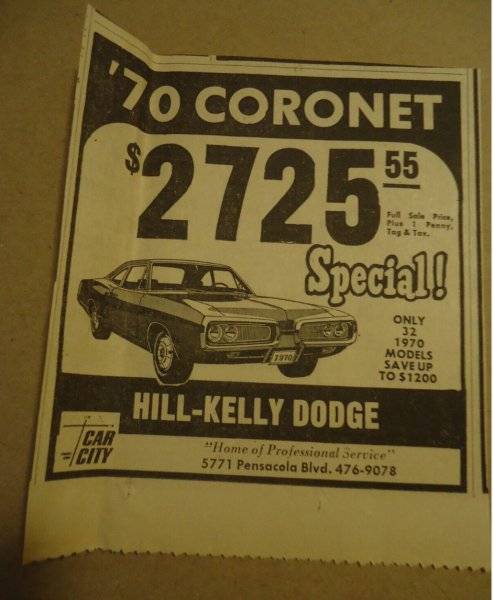 '70 CORONET
$2725 55
Full Sale Price,
Plus 1 Penny,
Tag & Tax.
Special!
ONLY
32
1970
MODELS
SAVE UP
TO $1200
1970
HILL-KELLY DODGE
CAR
CITY
"Home of Professional Service"
5771 Pensacola Blvd. 476-9078